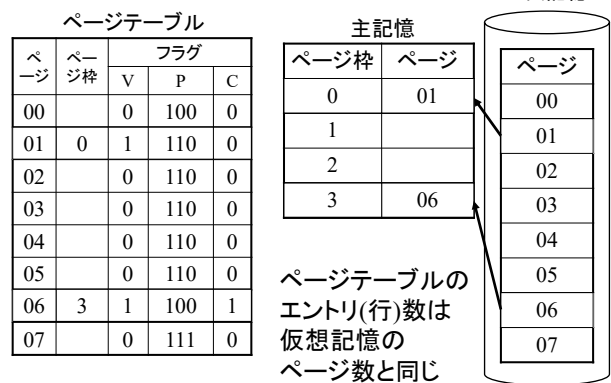 ページテーブル
ページ ページ枠 フラグ
V P C
00 0 100 0
01 0 1 110 0
02 0 110 0
03 0 110 0
04 0 110 0
05 0 110 0
06 3 1 100 1
07 0 111 0
主記憶
ページ枠 ページ
0 01
1
2
3 06
ページテーブルの
エントリ(行)数は
仮想記憶の
ページ数と同じ
ページ
00
01
02
03
04
05
06
07